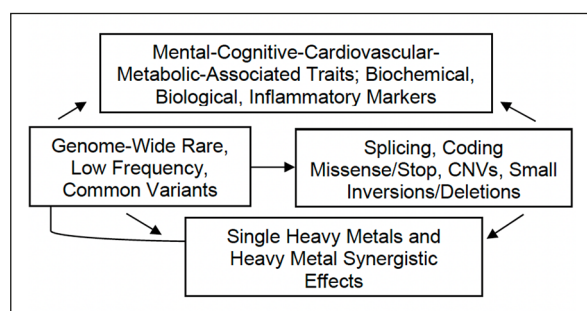 Mental-Cognitive-Cardiovascular-
Metabolic-Associated Traits; Biochemical,
Biological, Inflammatory Markers
Genome-Wide Rare,
Low Frequency,
Common Variants
Splicing, Coding
Missense/Stop, CNVs, Small
Inversions/Deletions
Single Heavy Metals and
Heavy Metal Synergistic
Effects